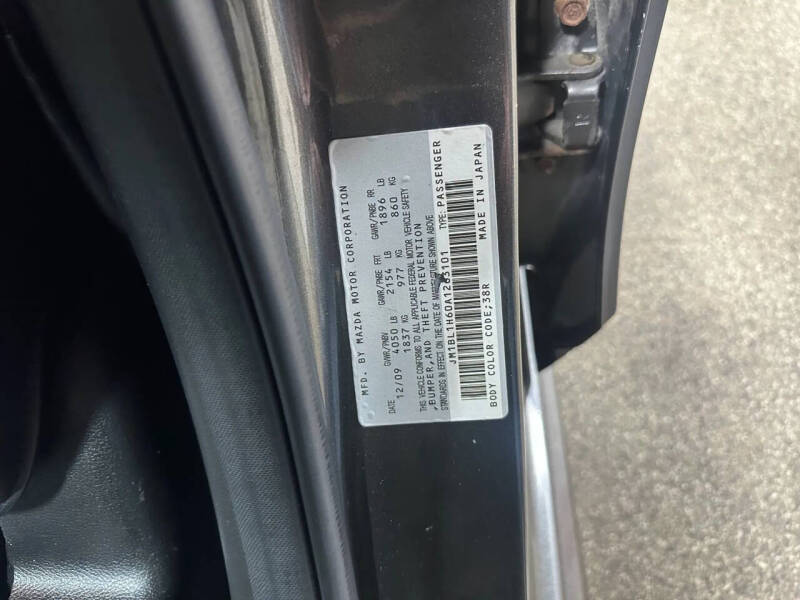 MFD. BY MAZDA MOTOR CORPORATION
DATE GVWR/PNBV GAWR/PNBE FRT GAWR/PNBE RR
12/09 4050 LB 2154 LB 1896 LB
1837 KG 977 KG 860 KG
THIS VEHICLE CONFORMS TO ALL APPLICABLE FEDERAL MOTOR VEHICLE SAFETY
,BUMPER,AND THEFT PREVENTION
STANDARDS IN EFFECT ON THE DATE OF MANUFACTURE SHOWN ABOVE
TYPE: PASSENGER
BODY COLOR CODE;38R MADE IN JAPAN